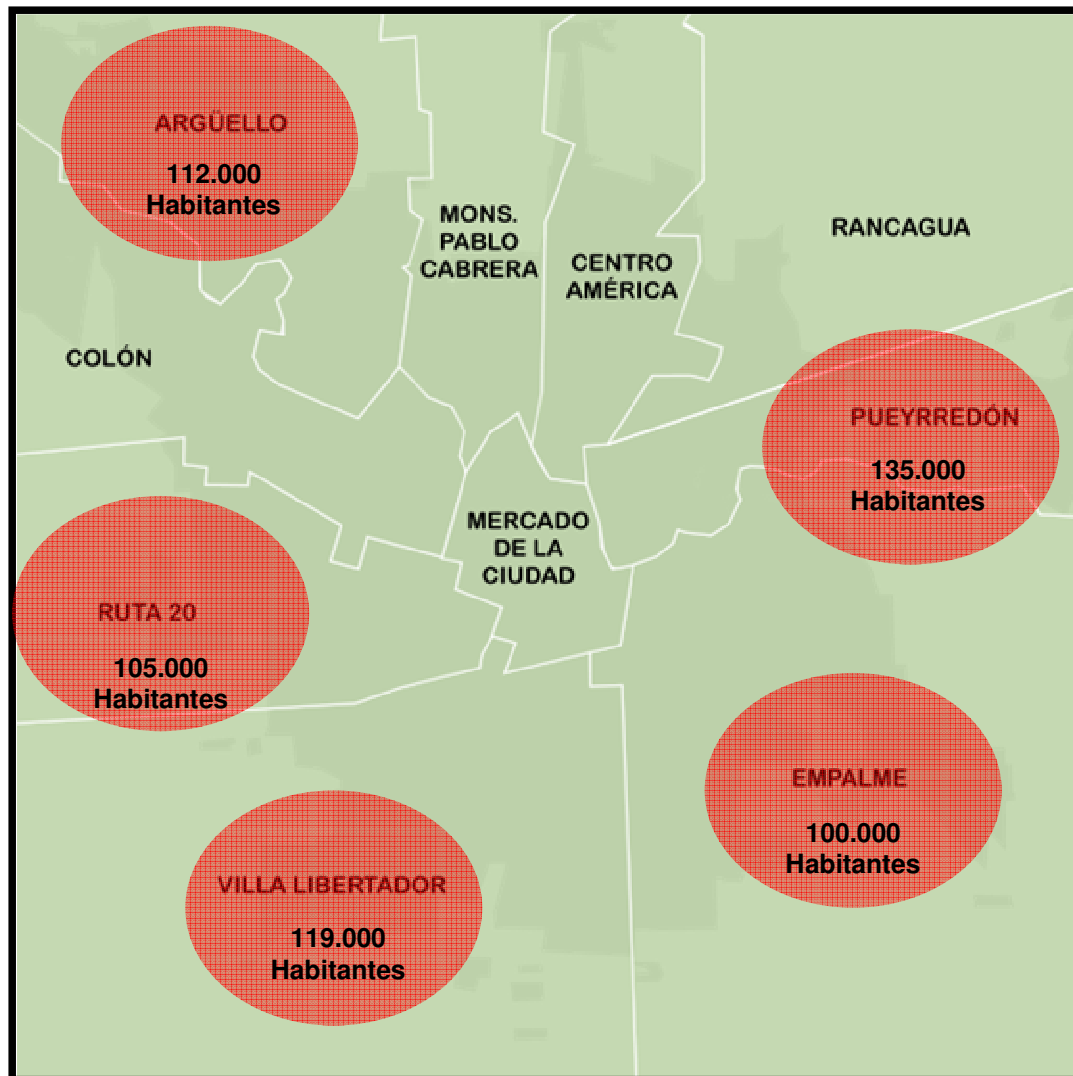 ARGÜELLO
112.000
Habitantes
MONS.
PABLO
CABRERA
CENTRO
AMÉRICA
RANCAGUA
COLÓN
PUEYRREDÓN
135.000
Habitantes
MERCADO
DE LA
CIUDAD
RUTA 20
105.000
Habitantes
EMPALME
100.000
Habitantes
VILLA LIBERTADOR
119.000
Habitantes